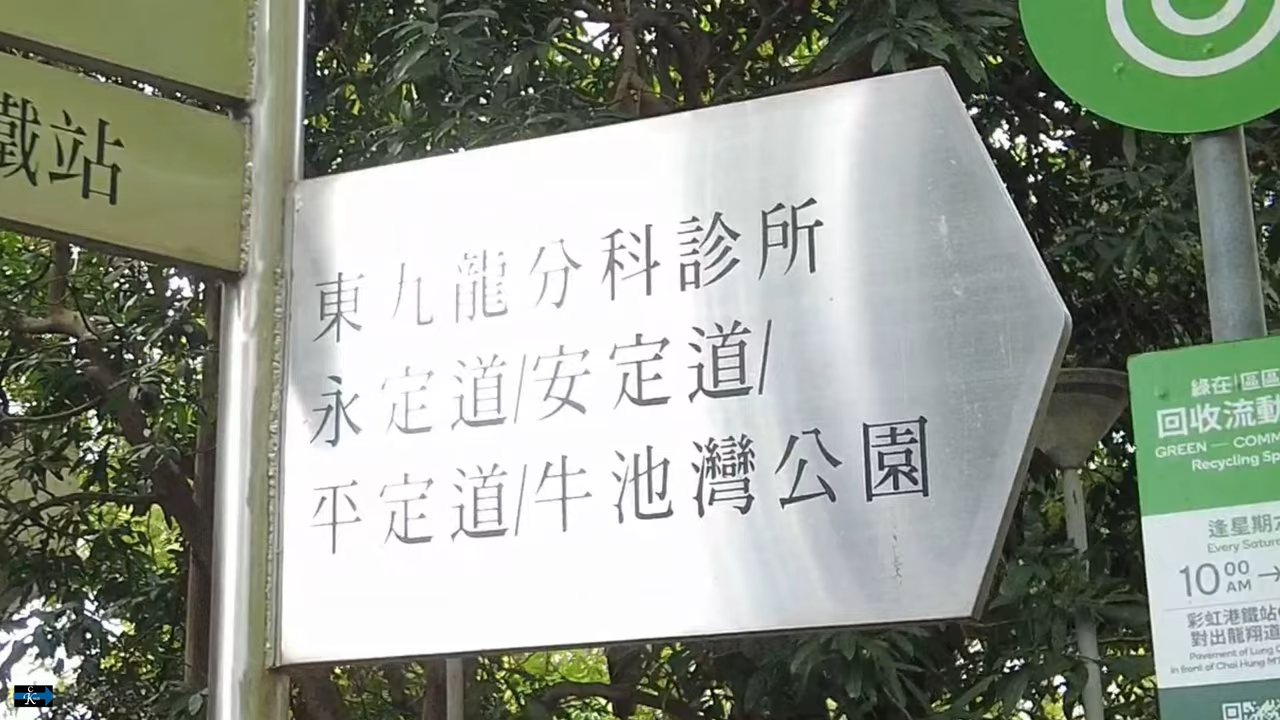 鐵站
東九龍分科診所
永定道/安定道/
平定道/牛池灣公園
綠在區區
回收流動
GREEN — COMM
Recycling Sp
逢星期六
Every Satur
10 00 AM →
彩虹港鐵站
對出龍翔道
Pavement of Lung C
in front of Choi Hung MT
K